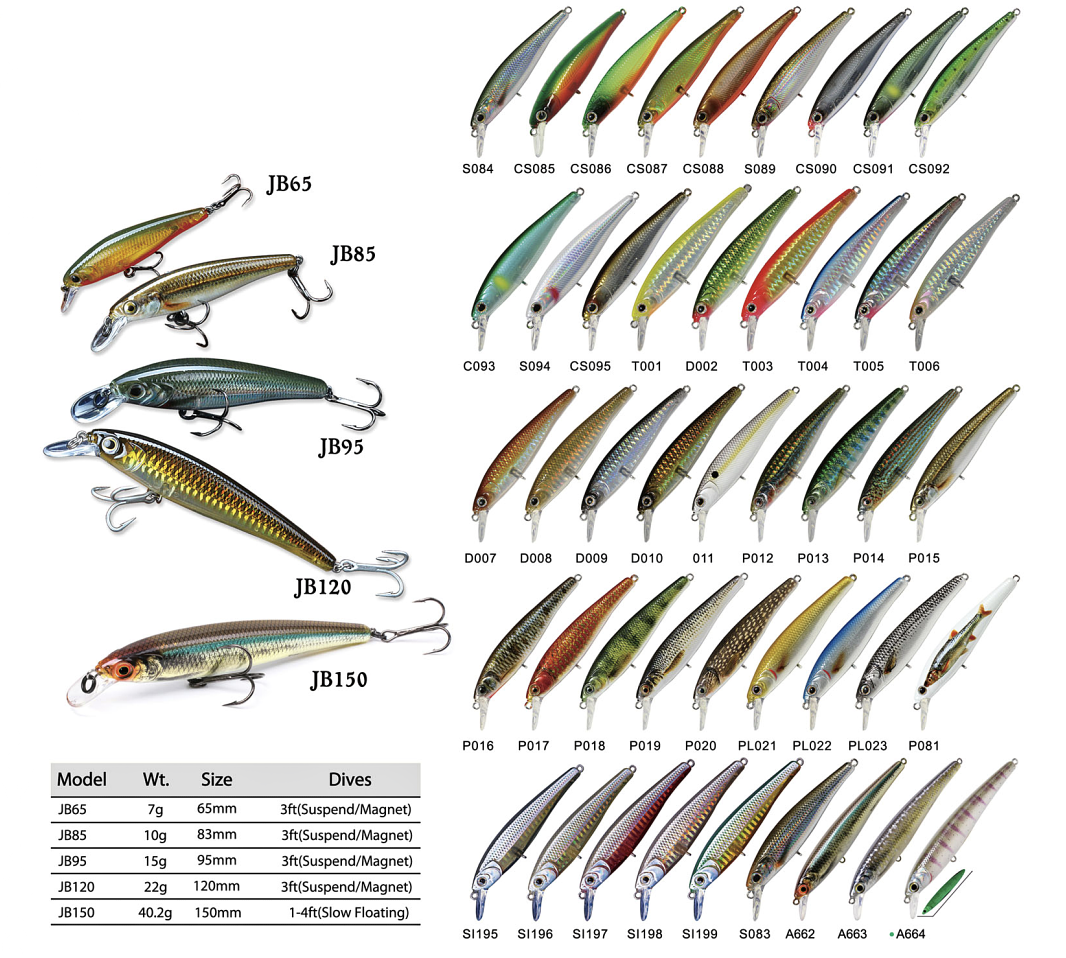 JB65
JB85
JB95
JB120
JB150
Model Wt. Size Dives
JB65 7g 65mm 3ft(Suspend/Magnet)
JB85 10g 83mm 3ft(Suspend/Magnet)
JB95 15g 95mm 3ft(Suspend/Magnet)
JB120 22g 120mm 3ft(Suspend/Magnet)
JB150 40.2g 150mm 1-4ft(Slow Floating)
S084 CS085 CS086 CS087 CS088 S089 CS090 CS091 CS092
C093 S094 CS095 T001 D002 T003 T004 T005 T006
D007 D008 D009 D010 011 P012 P013 P014 P015
P016 P017 P018 P019 P020 PL021 PL022 PL023 P081
SI195 SI196 SI197 SI198 SI199 S083 A662 A663 A664